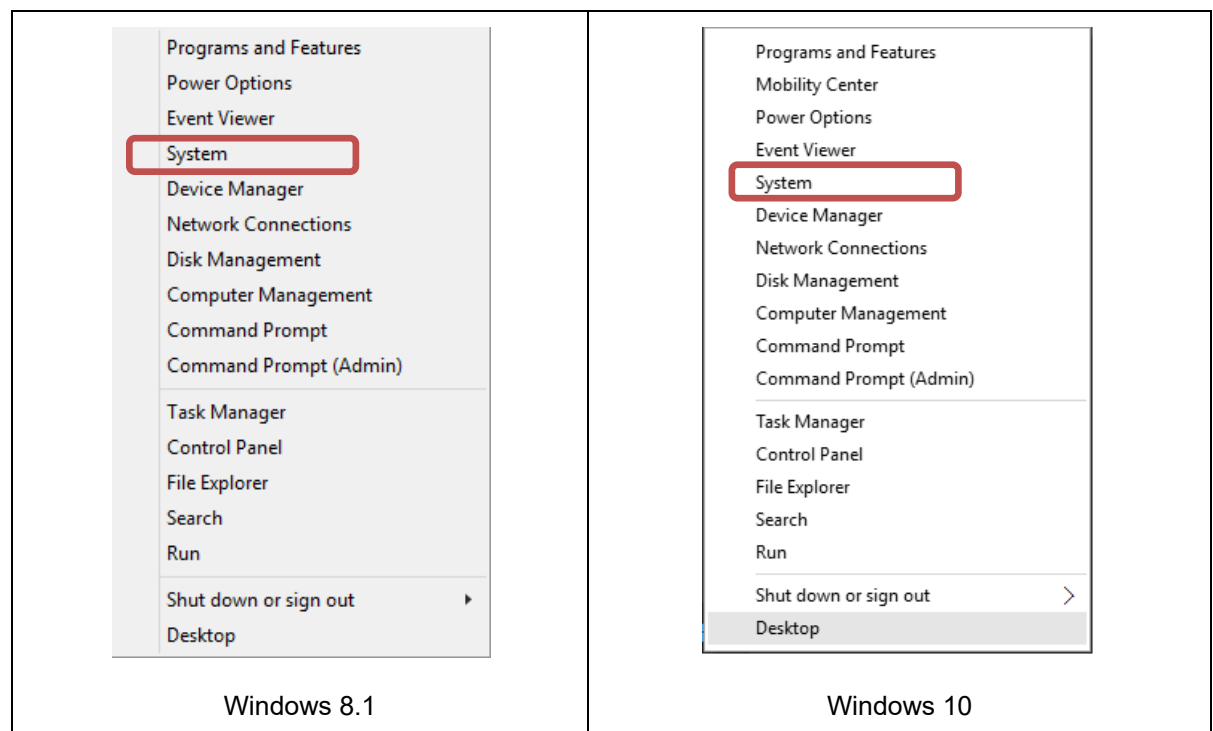 Programs and Features
Power Options
Event Viewer
System
Device Manager
Network Connections
Disk Management
Computer Management
Command Prompt
Command Prompt (Admin)
Task Manager
Control Panel
File Explorer
Search
Run
Shut down or sign out
Desktop
Windows 8.1
Programs and Features
Mobility Center
Power Options
Event Viewer
System
Device Manager
Network Connections
Disk Management
Computer Management
Command Prompt
Command Prompt (Admin)
Task Manager
Control Panel
File Explorer
Search
Run
Shut down or sign out
Desktop
Windows 10